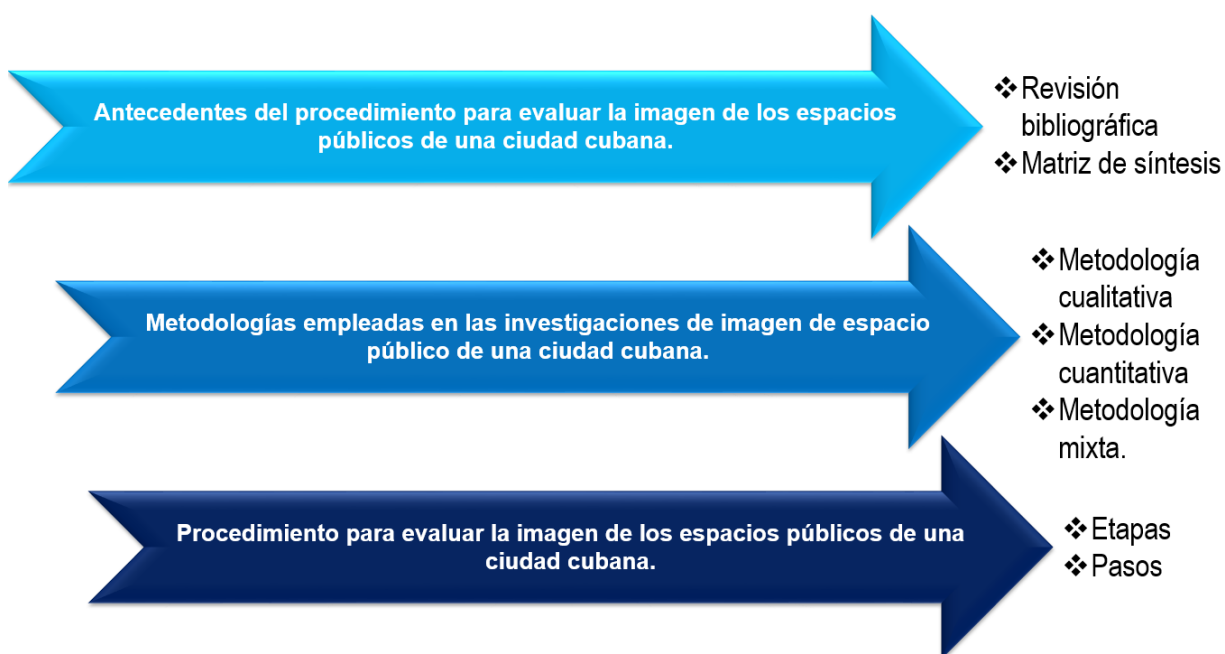 Antecedentes del procedimiento para evaluar la imagen de los espacios
públicos de una ciudad cubana.
❖Revisión
bibliográfica
❖Matriz de síntesis
Metodologías empleadas en las investigaciones de imagen de espacio
público de una ciudad cubana.
❖Metodología
cualitativa
❖Metodología
cuantitativa
❖Metodología
mixta.
Procedimiento para evaluar la imagen de los espacios públicos de una
ciudad cubana.
❖Etapas
❖Pasos